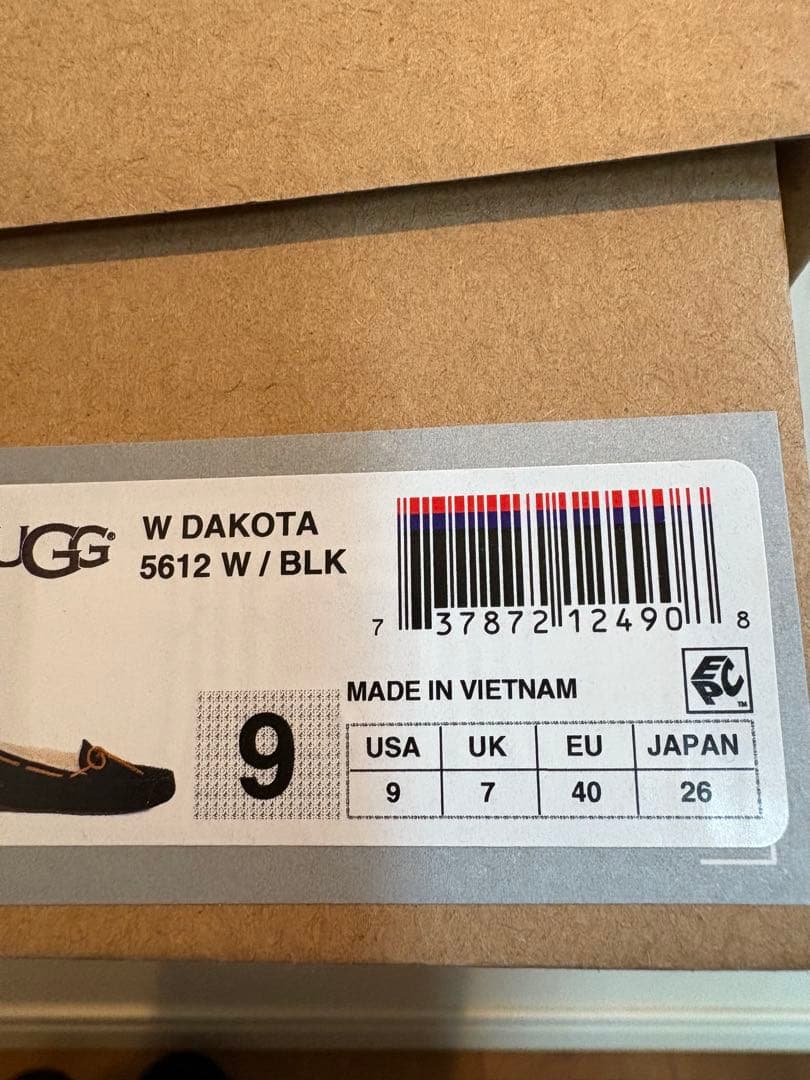 UGG®
W DAKOTA
5612 W / BLK
7 37872 12490 8
EPC™
MADE IN VIETNAM
9
USA UK EU JAPAN
9 7 40 26